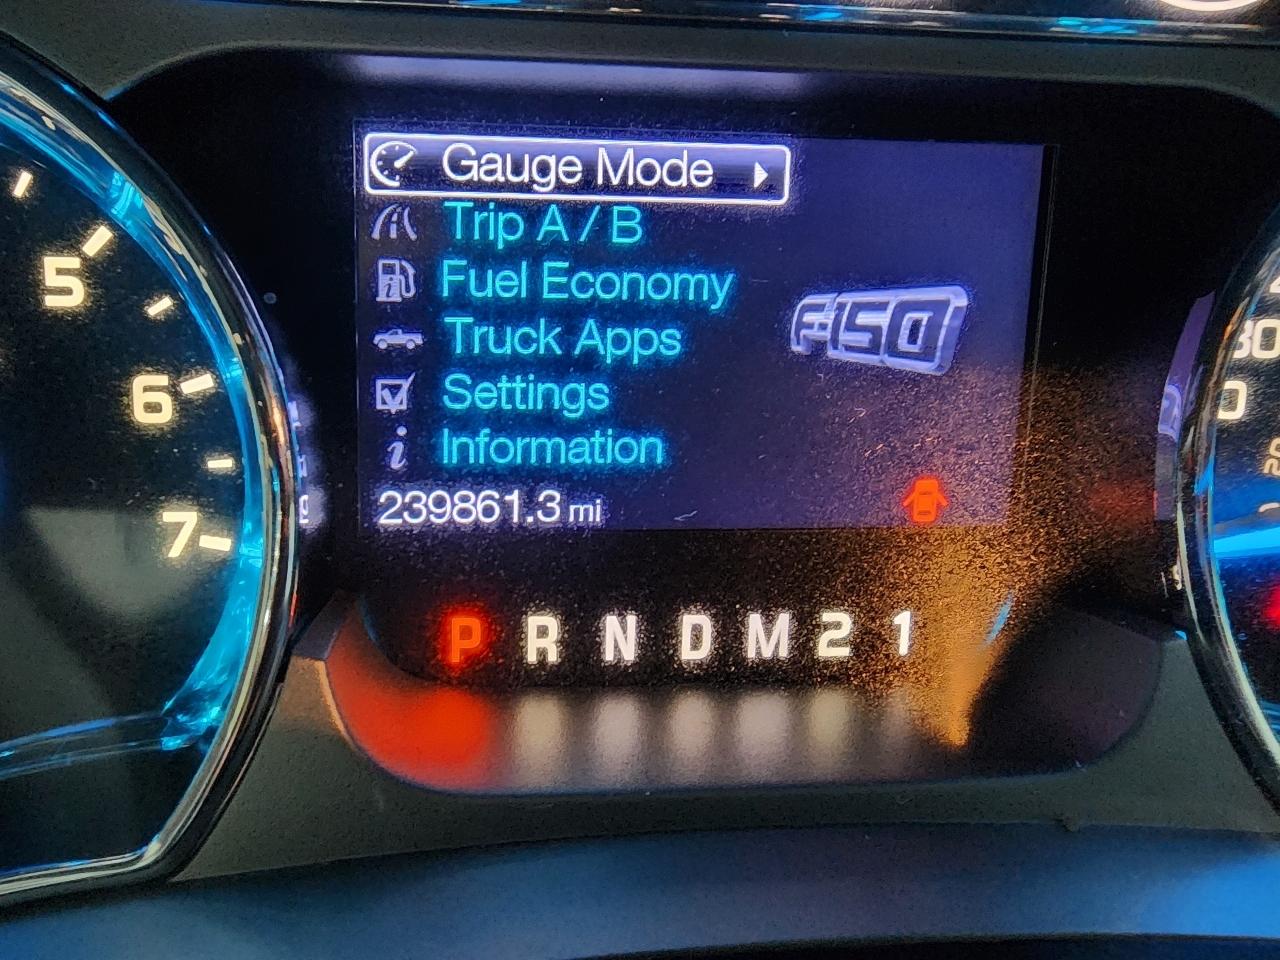 Gauge Mode
Trip A / B
Fuel Economy
Truck Apps
Settings
Information
F-150
239861.3 mi
P R N D M 2 1
5
6
7